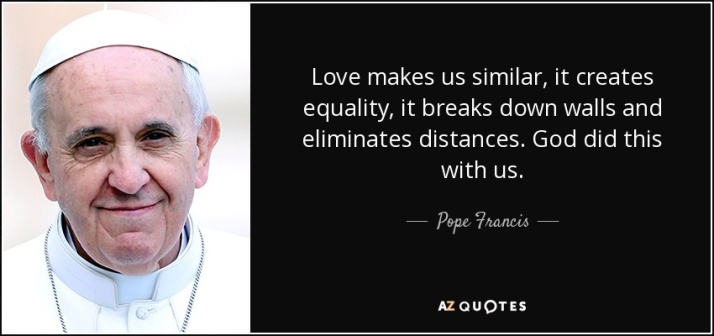 Love makes us similar, it creates
equality, it breaks down walls and
eliminates distances. God did this
with us.
— Pope Francis —
AZ QUOTES